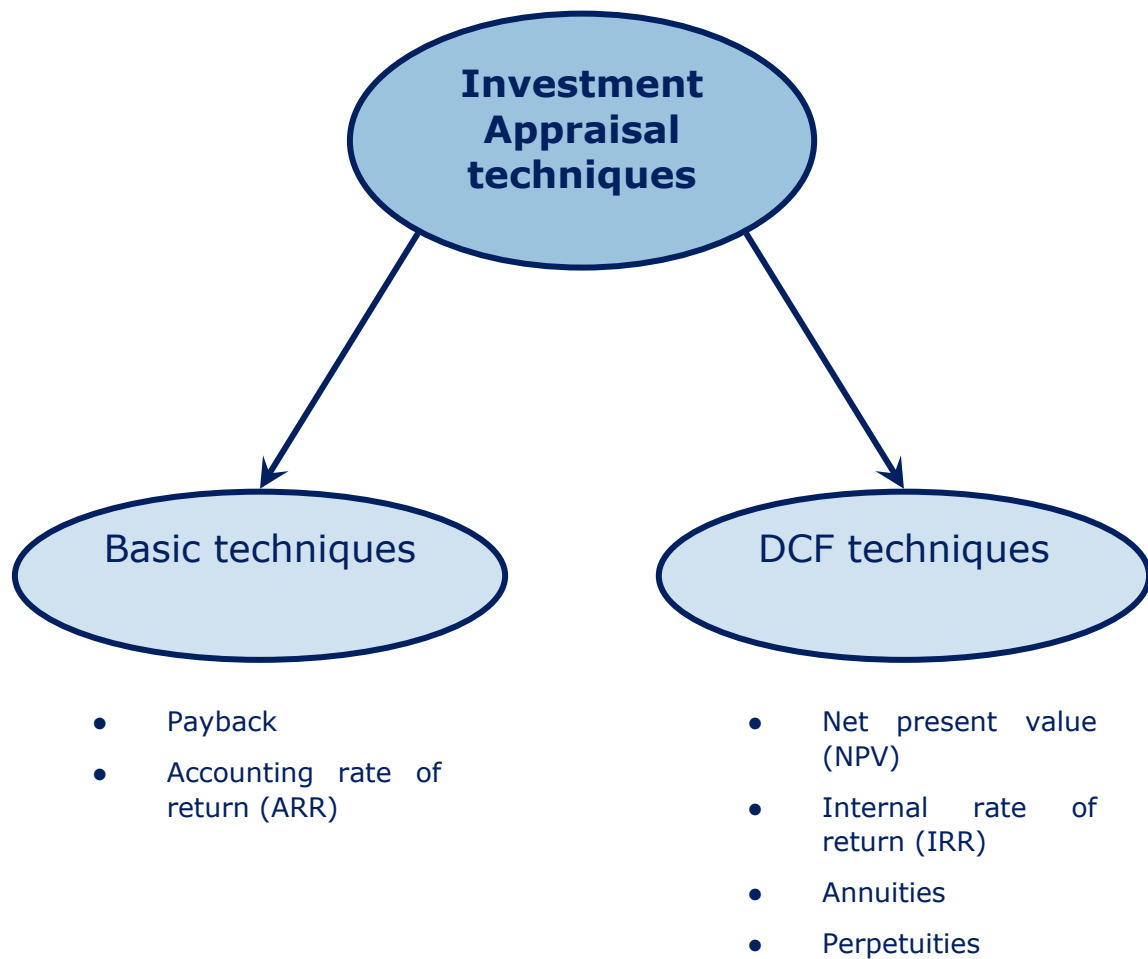 Investment
Appraisal
techniques
Basic techniques
DCF techniques
● Payback
● Accounting rate of
return (ARR)
● Net present value
(NPV)
● Internal rate of
return (IRR)
● Annuities
● Perpetuities